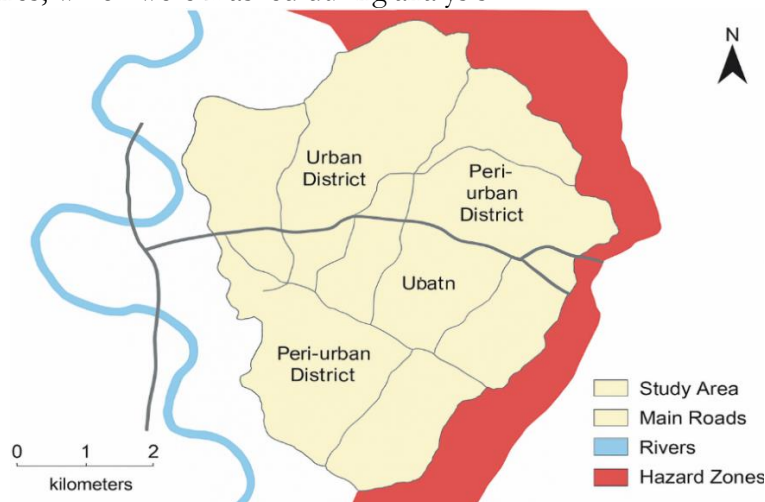 N
Urban
District
Peri-
urban
District
Ubatn
Peri-urban
District
Study Area
Main Roads
Rivers
Hazard Zones
0 1 2
kilometers